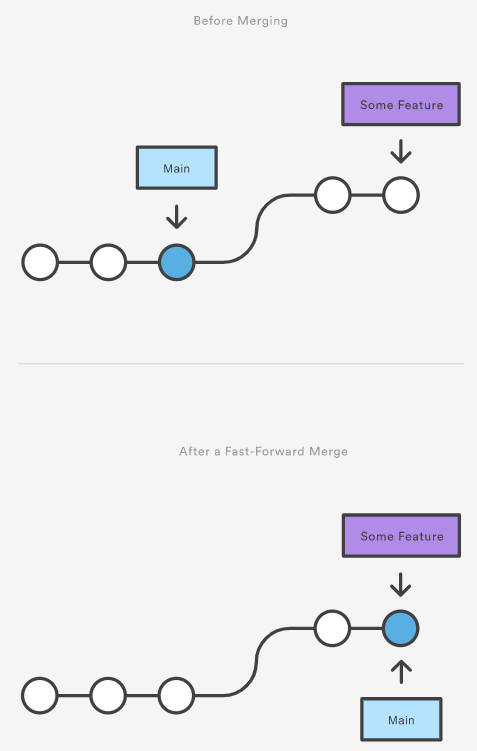 Before Merging
Some Feature
Main
After a Fast-Forward Merge
Some Feature
Main